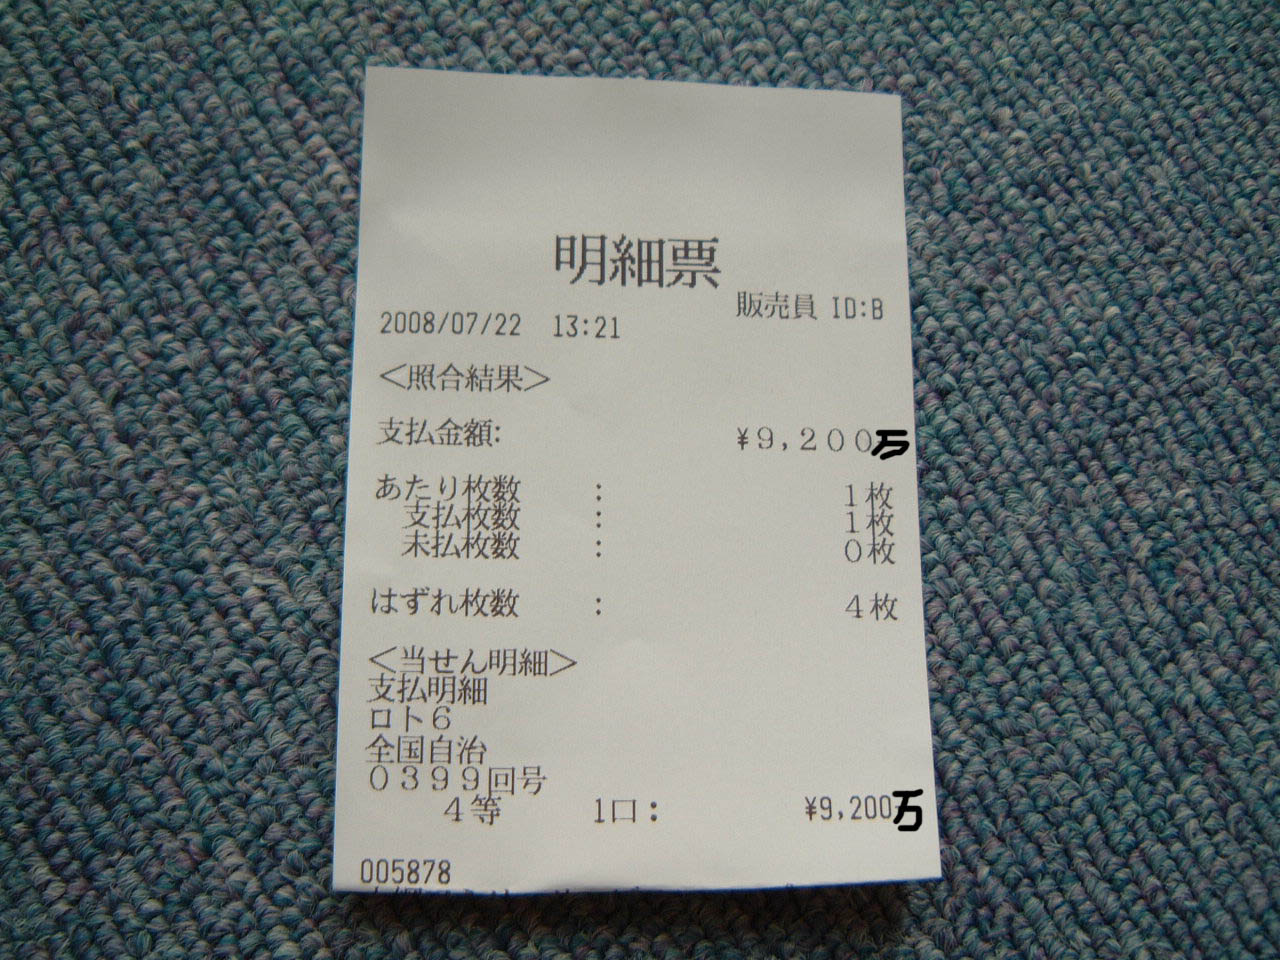 明細票
販売員 ID:B
2008/07/22 13:21
＜照合結果＞
支払金額: ¥９，２００万
あたり枚数 : １枚
支払枚数 : １枚
未払枚数 : ０枚
はずれ枚数 : ４枚
＜当せん明細＞
支払明細
ロト６
全国自治
０３９９回号
４等 1口: ¥9,200万
005878